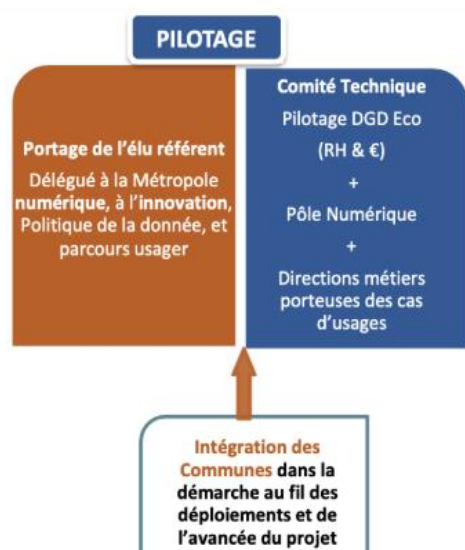 PILOTAGE
Portage de l'élu référent
Délégué à la Métropole
numérique, à l'innovation,
Politique de la donnée, et
parcours usager
Comité Technique
Pilotage DGD Eco
(RH & €)
+
Pôle Numérique
+
Directions métiers
porteuses des cas
d'usages
Intégration des
Communes dans la
démarche au fil des
déploiements et de
l'avancée du projet